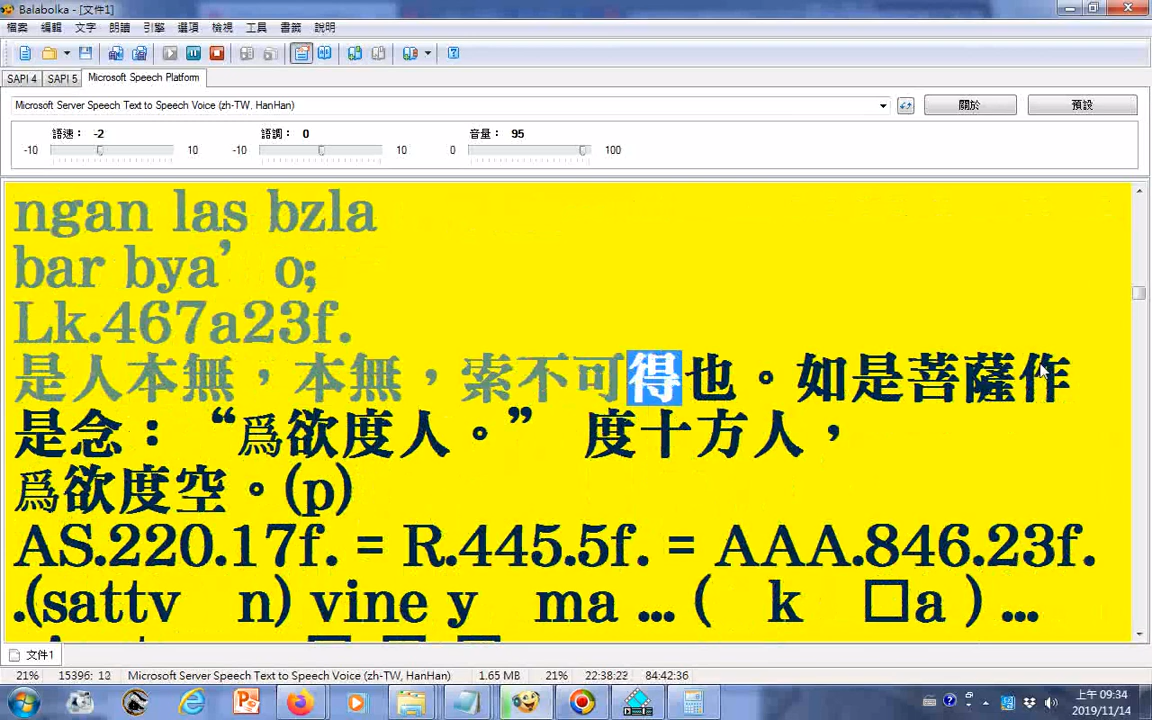 Balabolka - [文件1]
檔案 編輯 文字 朗讀 引擎 選項 檢視 工具 書籤 說明
SAPI 4 SAPI 5 Microsoft Speech Platform
Microsoft Server Speech Text to Speech Voice (zh-TW, HanHan) 關於 預設
語速： -2 語調： 0 音量： 95
-10 10 -10 10 0 100
ngan las bzla
bar bya’ o;
Lk.467a23f.
是人本無，本無，索不可得也。如是菩薩作
是念：“爲欲度人。” 度十方人，
爲欲度空。(p)
AS.220.17f. = R.445.5f. = AAA.846.23f.
.(sattv n) vine y ma ... ( k □a ) ...
文件1
21% 15396: 12 Microsoft Server Speech Text to Speech Voice (zh-TW, HanHan) 1.65 MB 21% 22:38:22 84:42:36
上午 09:34
2019/11/14